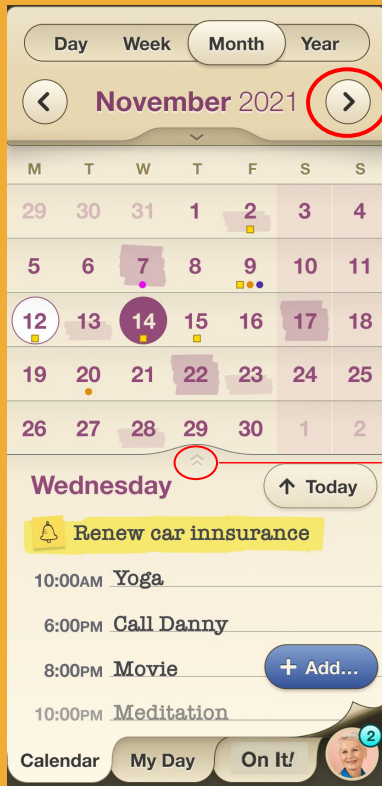 Day Week Month Year
November 2021
M T W T F S S
29 30 31 1 2 3 4
5 6 7 8 9 10 11
12 13 14 15 16 17 18
19 20 21 22 23 24 25
26 27 28 29 30 1 2
Wednesday Today
Renew car innsurance
10:00AM Yoga
6:00PM Call Danny
8:00PM Movie + Add...
10:00PM Meditation
2
Calendar My Day On It!